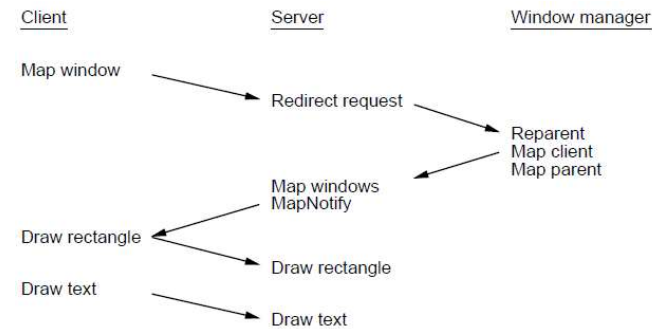 Client Server Window manager
Map window
Redirect request
Reparent
Map client
Map parent
Map windows
MapNotify
Draw rectangle
Draw rectangle
Draw text
Draw text